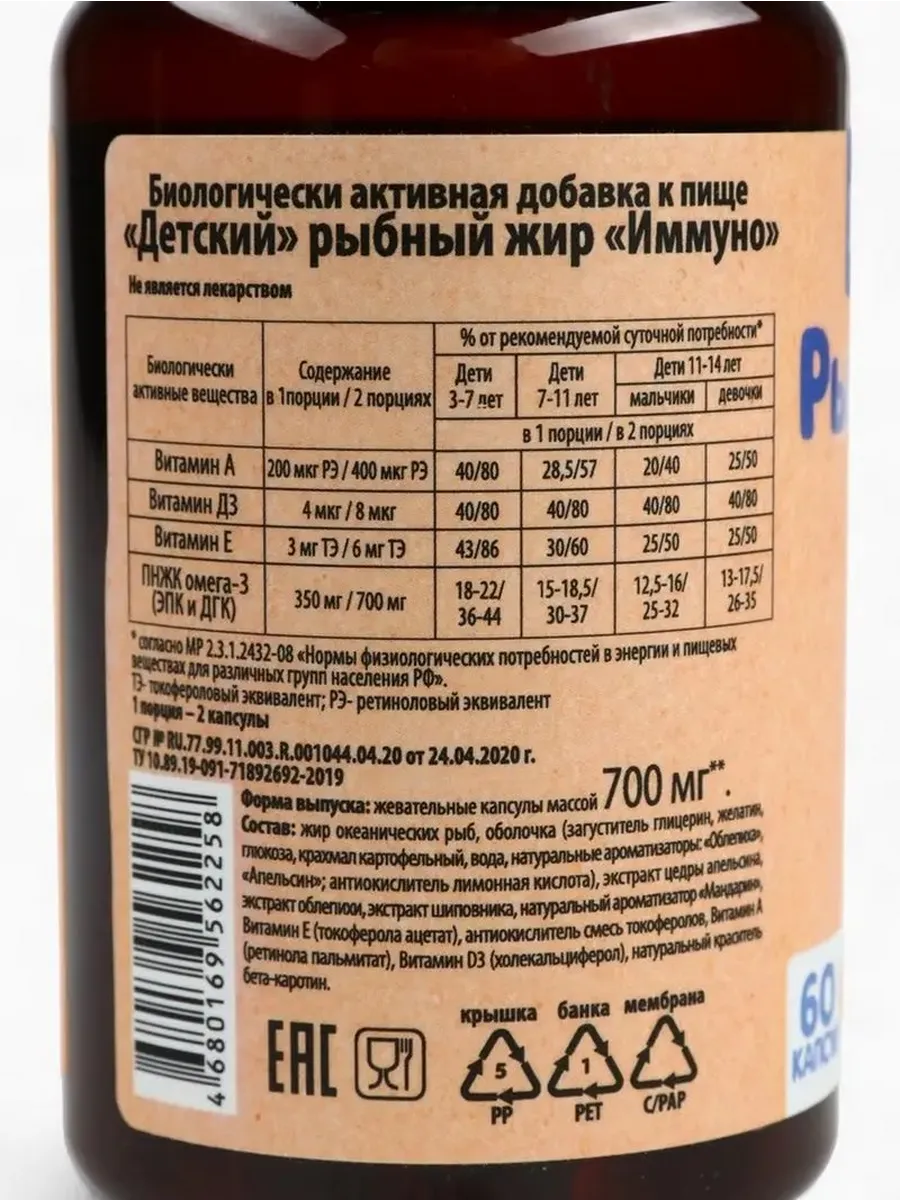 Биологически активная добавка к пище
«Детский» рыбный жир «Иммуно»
Не является лекарством
Биологически активные вещества
Содержание в 1порции / 2 порциях
% от рекомендуемой суточной потребности*
Дети 3-7 лет
Дети 7-11 лет
Дети 11-14 лет
мальчики девочки
в 1 порции / в 2 порциях
Витамин А 200 мкг РЭ / 400 мкг РЭ 40/80 28,5/57 20/40 25/50
Витамин Д3 4 мкг / 8 мкг 40/80 40/80 40/80 40/80
Витамин Е 3 мг ТЭ / 6 мг ТЭ 43/86 30/60 25/50 25/50
ПНЖК омега-3 (ЭПК и ДГК) 350 мг / 700 мг 18-22/ 36-44 15-18,5/ 30-37 12,5-16/ 25-32 13-17,5/ 26-35
* согласно МР 2.3.1.2432-08 «Нормы физиологических потребностей в энергии и пищевых
веществах для различных групп населения РФ».
ТЭ- токофероловый эквивалент; РЭ- ретиноловый эквивалент
1 порция – 2 капсулы
СГР № RU.77.99.11.003.R.001044.04.20 от 24.04.2020 г.
ТУ 10.89.19-091-71892692-2019
Форма выпуска: жевательные капсулы массой 700 мг**.
Состав: жир океанических рыб, оболочка (загуститель глицерин, желатин,
глюкоза, крахмал картофельный, вода, натуральные ароматизаторы: «Облепиха»,
«Апельсин»; антиокислитель лимонная кислота), экстракт цедры апельсина,
экстракт облепихи, экстракт шиповника, натуральный ароматизатор «Мандарин»,
Витамин Е (токоферола ацетат), антиокислитель смесь токоферолов, Витамин А
(ретинола пальмитат), Витамин D3 (холекальциферол), натуральный краситель
бета-каротин.
4680169562258
EAC
крышка банка мембрана
5 1
PP PET C/PAP
60